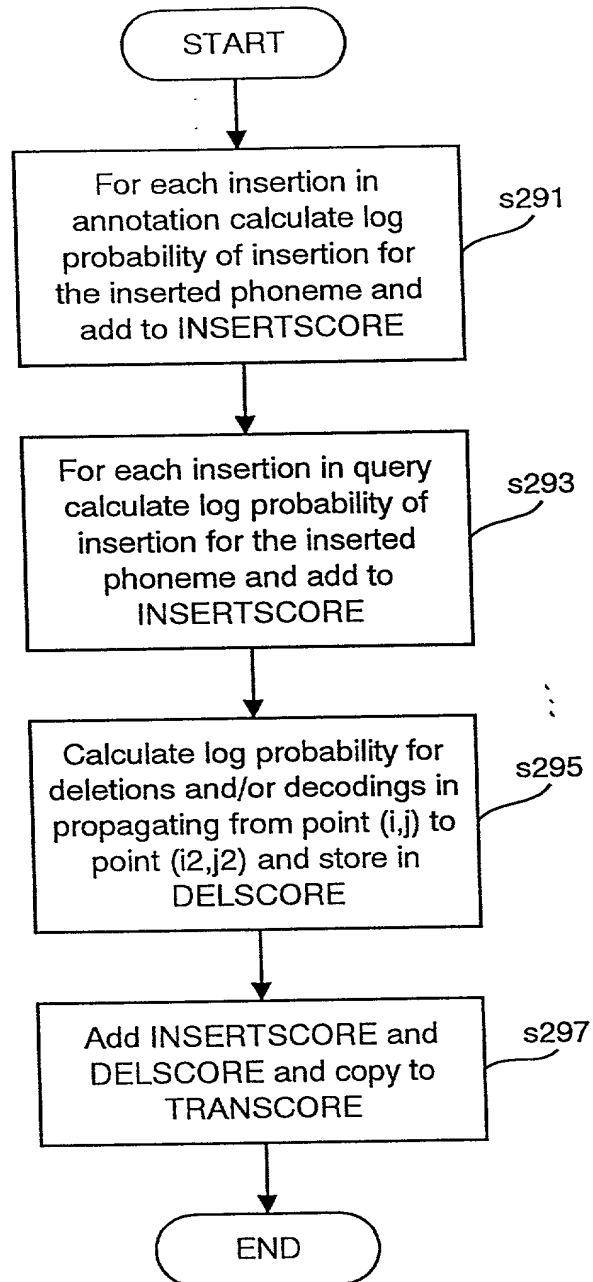 START
For each insertion in
annotation calculate log
probability of insertion for
the inserted phoneme and
add to INSERTSCORE
s291
For each insertion in query
calculate log probability of
insertion for the inserted
phoneme and add to
INSERTSCORE
s293
Calculate log probability for
deletions and/or decodings in
propagating from point (i,j) to
point (i2,j2) and store in
DELSCORE
s295
Add INSERTSCORE and
DELSCORE and copy to
TRANSCORE
s297
END